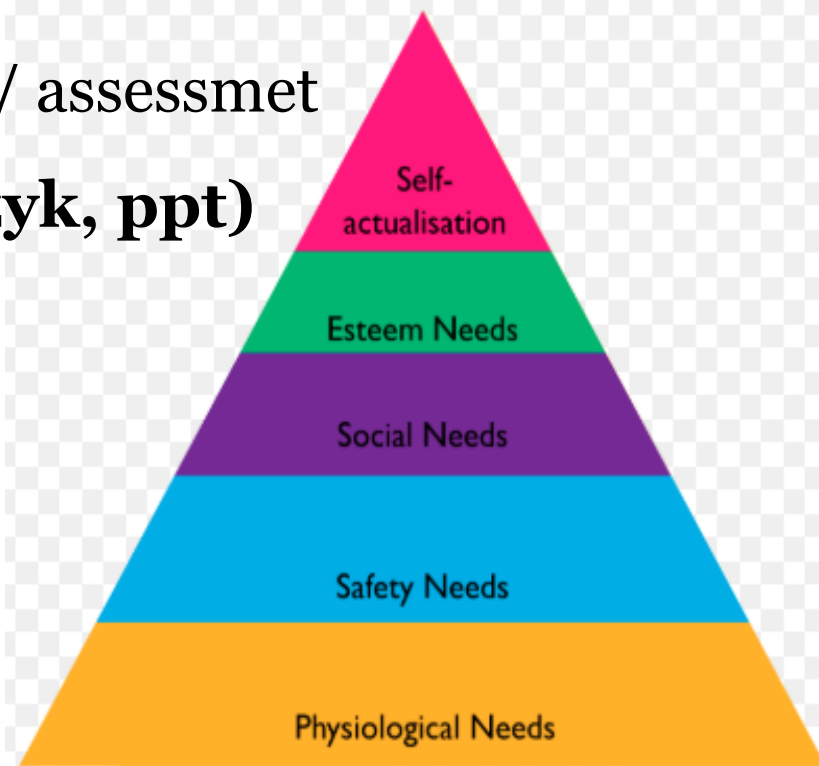 / assessmet
yk, ppt)
Self-
actualisation
Esteem Needs
Social Needs
Safety Needs
Physiological Needs